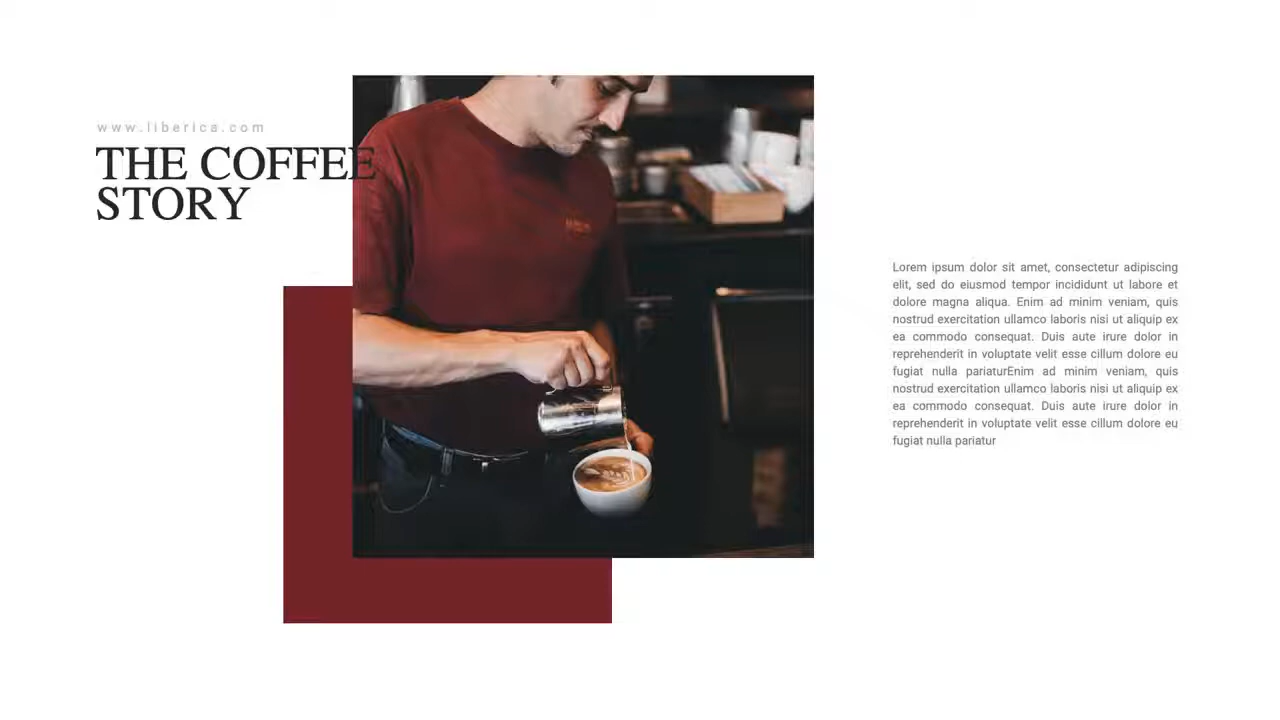 www.liberica.com
THE COFFEE
STORY
Lorem ipsum dolor sit amet, consectetur adipiscing
elit, sed do eiusmod tempor incididunt ut labore et
dolore magna aliqua. Enim ad minim veniam, quis
nostrud exercitation ullamco laboris nisi ut aliquip ex
ea commodo consequat. Duis aute irure dolor in
reprehenderit in voluptate velit esse cillum dolore eu
fugiat nulla pariaturEnim ad minim veniam, quis
nostrud exercitation ullamco laboris nisi ut aliquip ex
ea commodo consequat. Duis aute irure dolor in
reprehenderit in voluptate velit esse cillum dolore eu
fugiat nulla pariatur